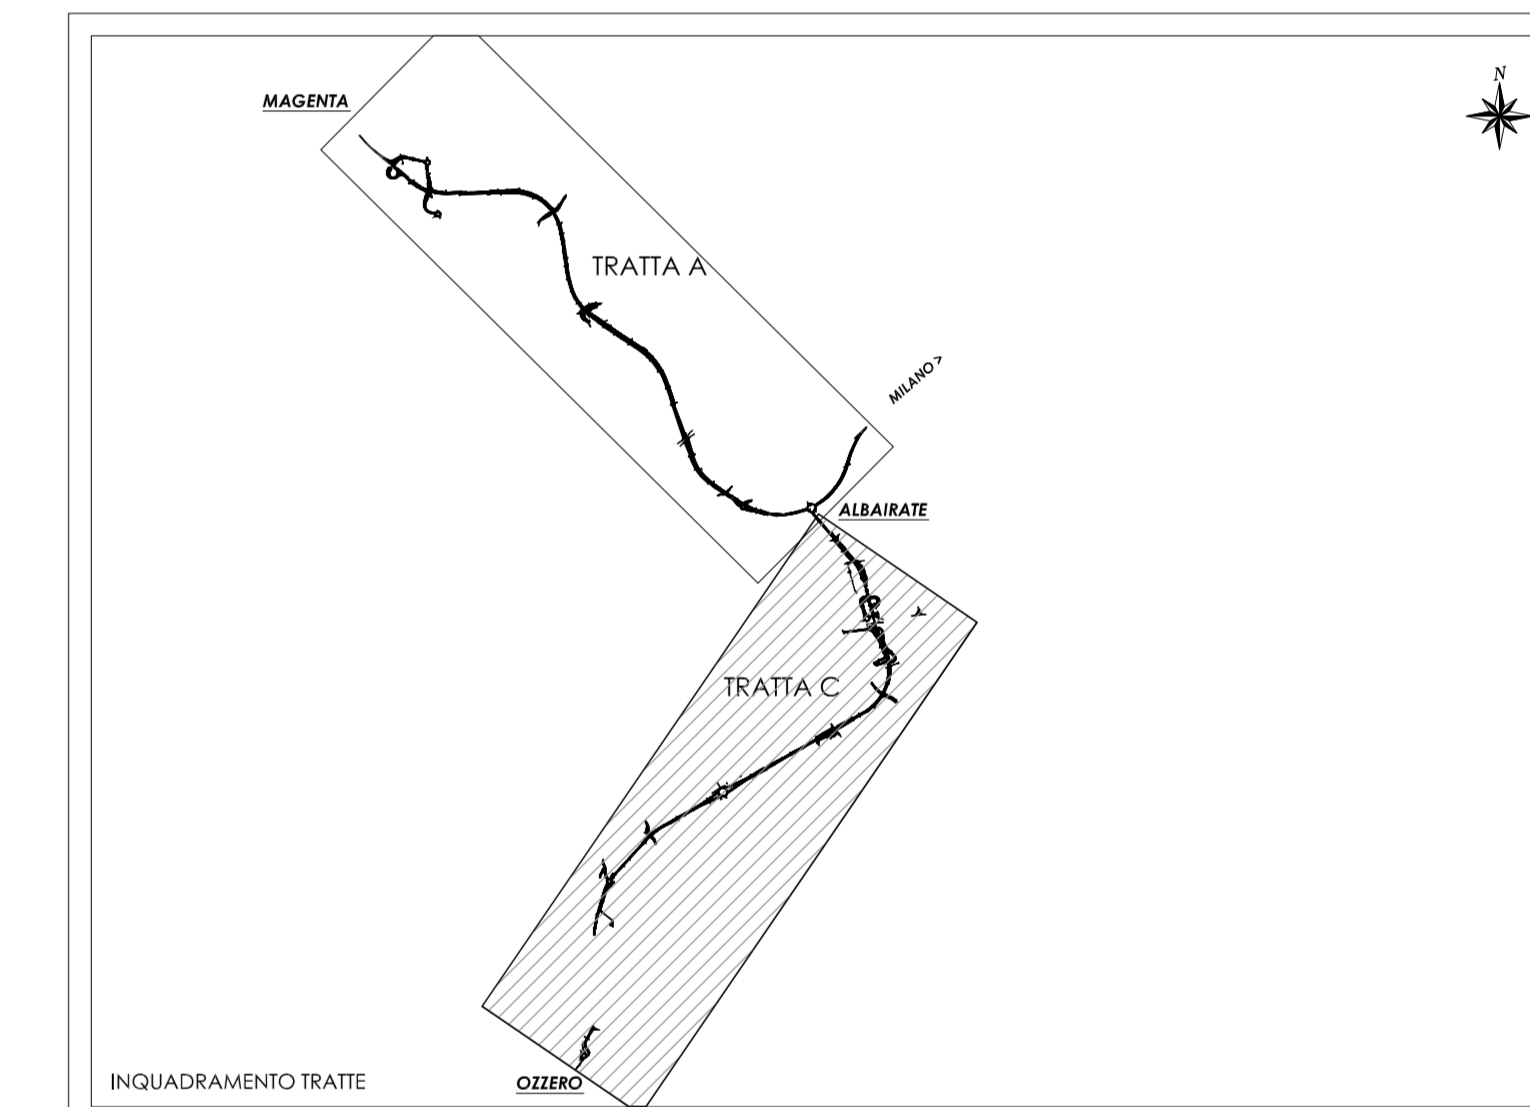 N
MAGENTA
TRATTA A
MILANO >
ALBAIRATE
TRATTA C
INQUADRAMENTO TRATTE
OZZERO